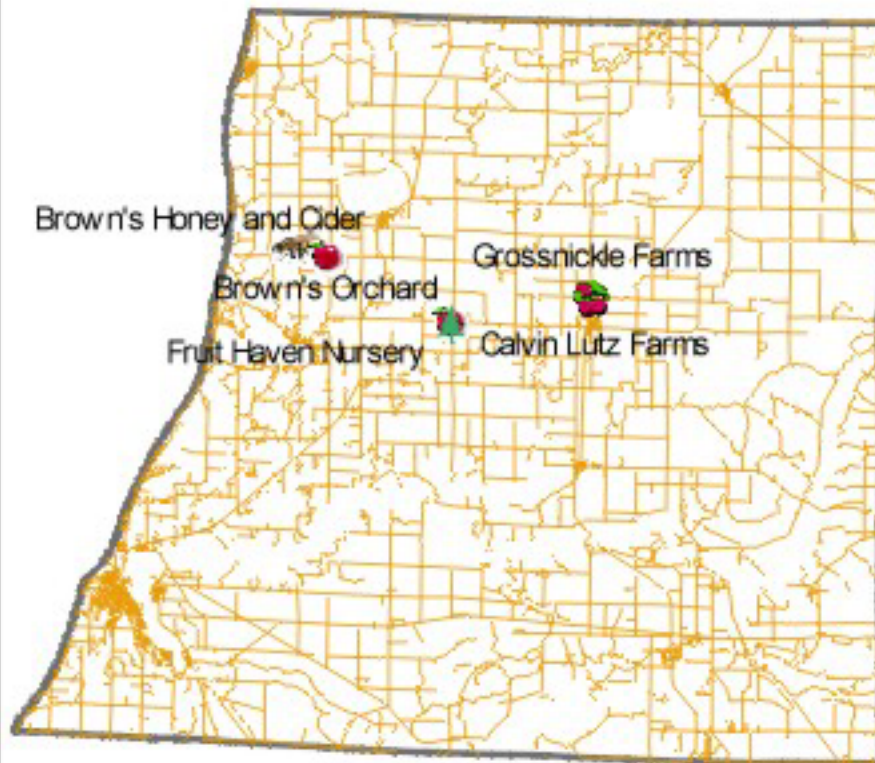 Brown's Honey and Cider
Grossnickle Farms
Brown's Orchard
Calvin Lutz Farms
Fruit Haven Nursery